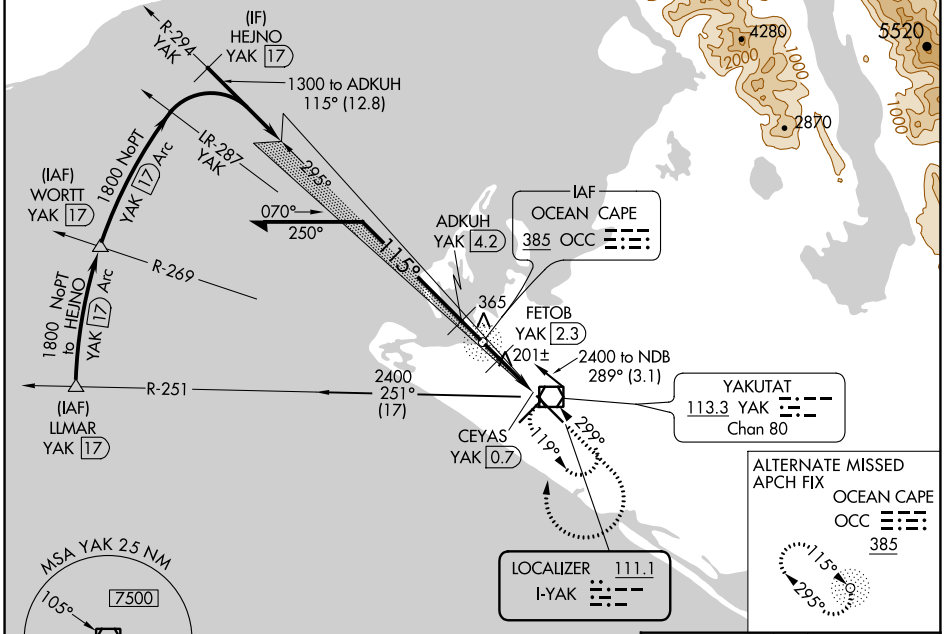 (IF)
HEJNO
YAK 17
R-294
YAK
1300 to ADKUH
115° (12.8)
4280
5520
2000
1000
1000
2870
LR-287
YAK
1800 NoPT
YAK 17 Arc
(IAF)
WORTT
YAK 17
295°
070°
250°
115°
ADKUH
YAK 4.2
IAF
OCEAN CAPE
385 OCC
R-269
1800 NoPT
to HEJNO
YAK 17 Arc
365
FETOB
YAK 2.3
201±
2400 to NDB
289° (3.1)
R-251
2400
251°
(17)
(IAF)
LLMAR
YAK 17
YAKUTAT
113.3 YAK
Chan 80
CEYAS
YAK 0.7
119°
299°
ALTERNATE MISSED
APCH FIX
OCEAN CAPE
OCC
385
115°
295°
LOCALIZER 111.1
I-YAK
MSA YAK 25 NM
105°
7500